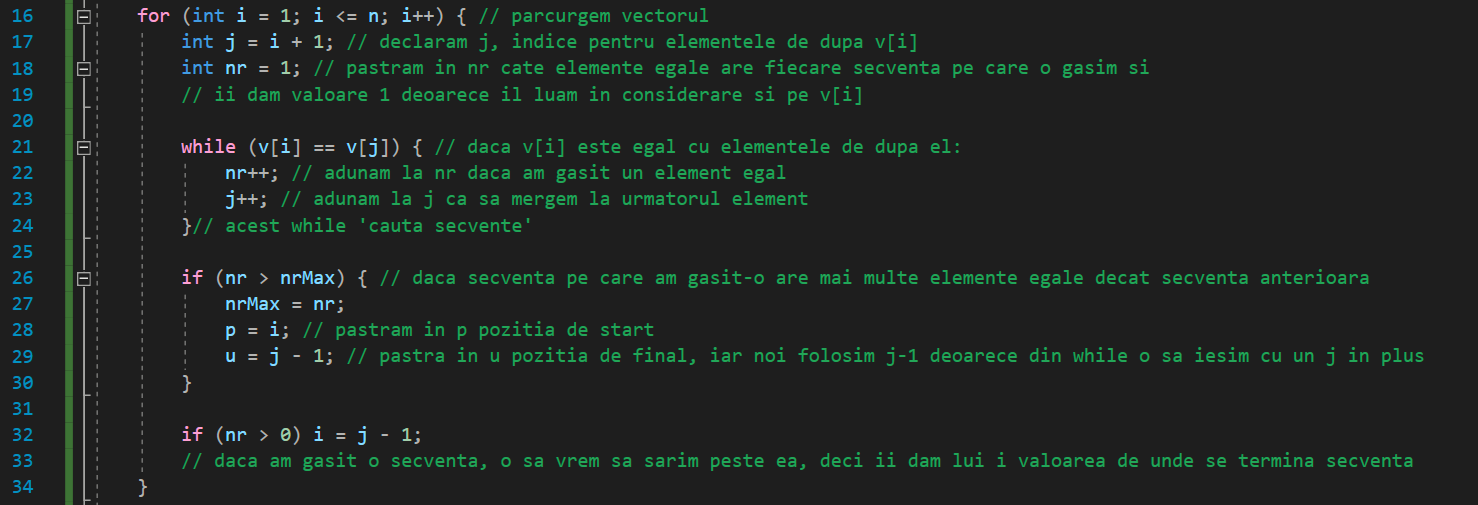 16 for (int i = 1; i <= n; i++) { // parcurgem vectorul
17 int j = i + 1; // declaram j, indice pentru elementele de dupa v[i]
18 int nr = 1; // pastram in nr cate elemente egale are fiecare secventa pe care o gasim si
19 // ii dam valoare 1 deoarece il luam in considerare si pe v[i]
20
21 while (v[i] == v[j]) { // daca v[i] este egal cu elementele de dupa el:
22 nr++; // adunam la nr daca am gasit un element egal
23 j++; // adunam la j ca sa mergem la urmatorul element
24 }// acest while 'cauta secvente'
25
26 if (nr > nrMax) { // daca secventa pe care am gasit-o are mai multe elemente egale decat secventa anterioara
27 nrMax = nr;
28 p = i; // pastram in p pozitia de start
29 u = j - 1; // pastra in u pozitia de final, iar noi folosim j-1 deoarece din while o sa iesim cu un j in plus
30 }
31
32 if (nr > 0) i = j - 1;
33 // daca am gasit o secventa, o sa vrem sa sarim peste ea, deci ii dam lui i valoarea de unde se termina secventa
34 }